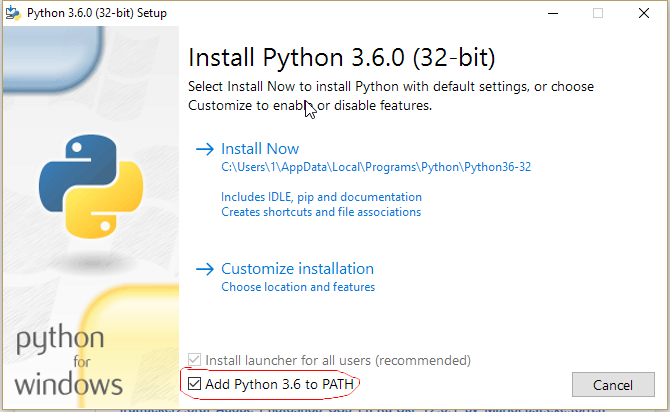 Python 3.6.0 (32-bit) Setup
Install Python 3.6.0 (32-bit)
Select Install Now to install Python with default settings, or choose
Customize to enable or disable features.
Install Now
C:\Users\1\AppData\Local\Programs\Python\Python36-32
Includes IDLE, pip and documentation
Creates shortcuts and file associations
Customize installation
Choose location and features
python
for
windows
Install launcher for all users (recommended)
Add Python 3.6 to PATH
Cancel